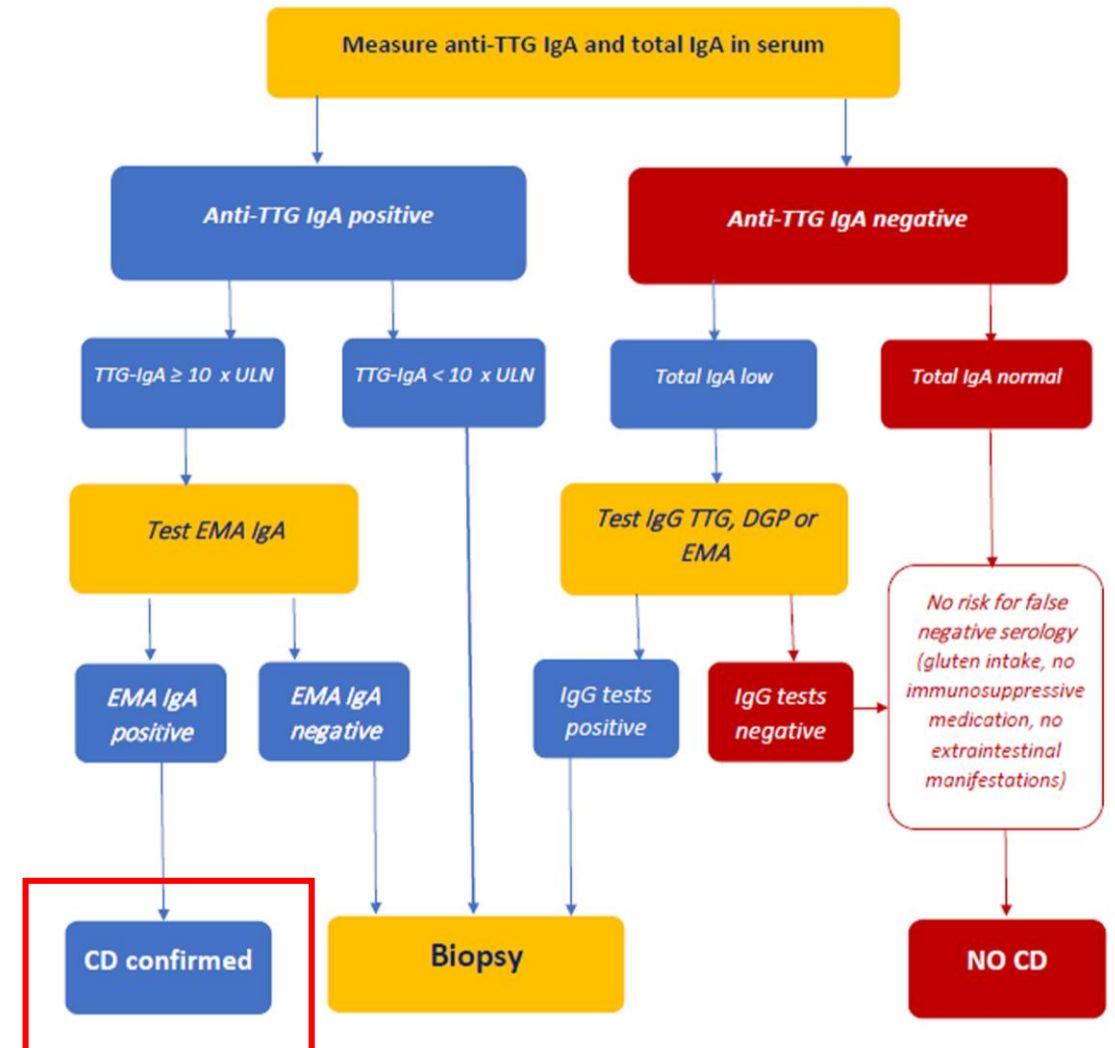 Measure anti-TTG IgA and total IgA in serum
Anti-TTG IgA positive
Anti-TTG IgA negative
TTG-IgA ≥ 10 x ULN
TTG-IgA < 10 x ULN
Total IgA low
Total IgA normal
Test EMA IgA
Test IgG TTG, DGP or
EMA
No risk for false
negative serology
(gluten intake, no
immunosuppressive
medication, no
extraintestinal
manifestations)
EMA IgA
positive
EMA IgA
negative
IgG tests
positive
IgG tests
negative
CD confirmed
Biopsy
NO CD